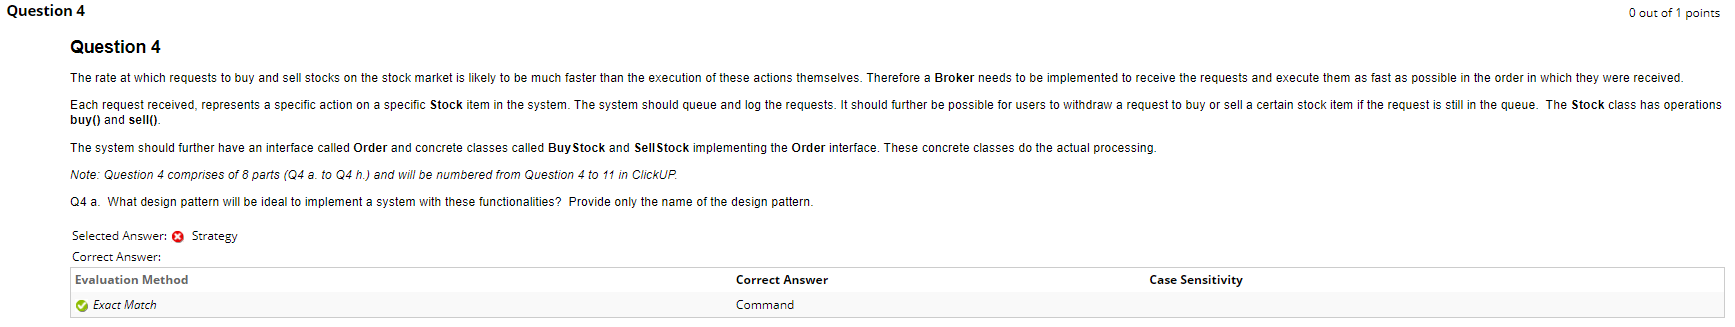 Question 4
0 out of 1 points
Question 4
The rate at which requests to buy and sell stocks on the stock market is likely to be much faster than the execution of these actions themselves. Therefore a Broker needs to be implemented to receive the requests and execute them as fast as possible in the order in which they were received.
Each request received, represents a specific action on a specific Stock item in the system. The system should queue and log the requests. It should further be possible for users to withdraw a request to buy or sell a certain stock item if the request is still in the queue. The Stock class has operations
buy() and sell().
The system should further have an interface called Order and concrete classes called BuyStock and SellStock implementing the Order interface. These concrete classes do the actual processing.
Note: Question 4 comprises of 8 parts (Q4 a. to Q4 h.) and will be numbered from Question 4 to 11 in ClickUP.
Q4 a. What design pattern will be ideal to implement a system with these functionalities? Provide only the name of the design pattern.
Selected Answer: Strategy
Correct Answer:
Evaluation Method Correct Answer Case Sensitivity
Exact Match Command